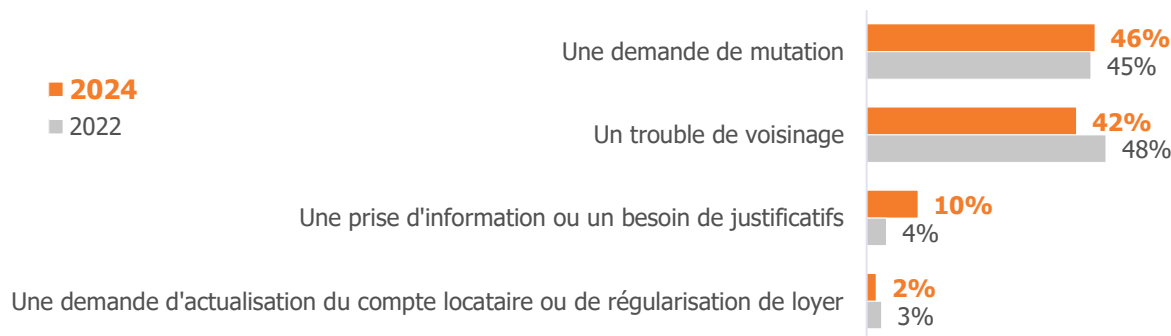 Une demande de mutation
46%
45%
2024
2022
Un trouble de voisinage
42%
48%
Une prise d'information ou un besoin de justificatifs
10%
4%
Une demande d'actualisation du compte locataire ou de régularisation de loyer
2%
3%